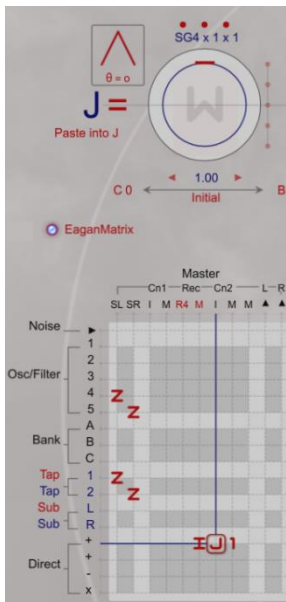 SG4 x 1 x 1
θ = o
J =
W
Paste into J
1.00
C 0
Initial
B
EaganMatrix
Master
Cn1 Rec Cn2 L R
SL SR I M R4 M I M M ▲ ▲
Noise ►
1
2
Osc/Filter 3
4 Z
5 Z
A
Bank B
C
Tap 1 Z
Tap 2 Z
Sub L
Sub R
+ I J 1
Direct +
-
x